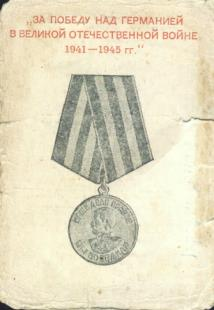 „ЗА ПОБЕДУ НАД ГЕРМАНИЕЙ
В ВЕЛИКОЙ ОТЕЧЕСТВЕННОЙ ВОЙНЕ
1941—1945 гг.“